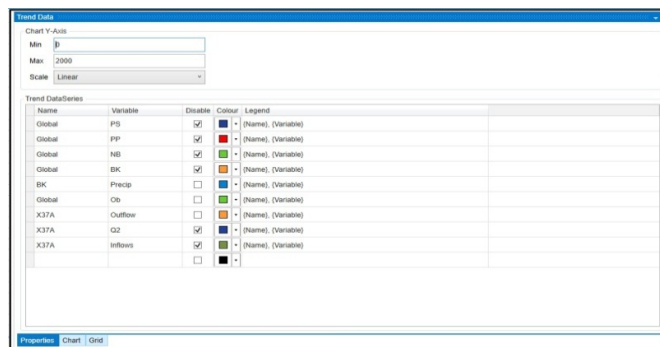 Trend Data
Chart Y-Axis
Min 0
Max 2000
Scale Linear
Trend DataSeries
Name Variable Disable Colour Legend
Global PS {Name}, {Variable}
Global PP {Name}, {Variable}
Global NB {Name}, {Variable}
Global BK {Name}, {Variable}
BK Precip {Name}, {Variable}
Global Ob {Name}, {Variable}
X37A Outflow {Name}, {Variable}
X37A Q2 {Name}, {Variable}
X37A Inflows {Name}, {Variable}
Properties Chart Grid